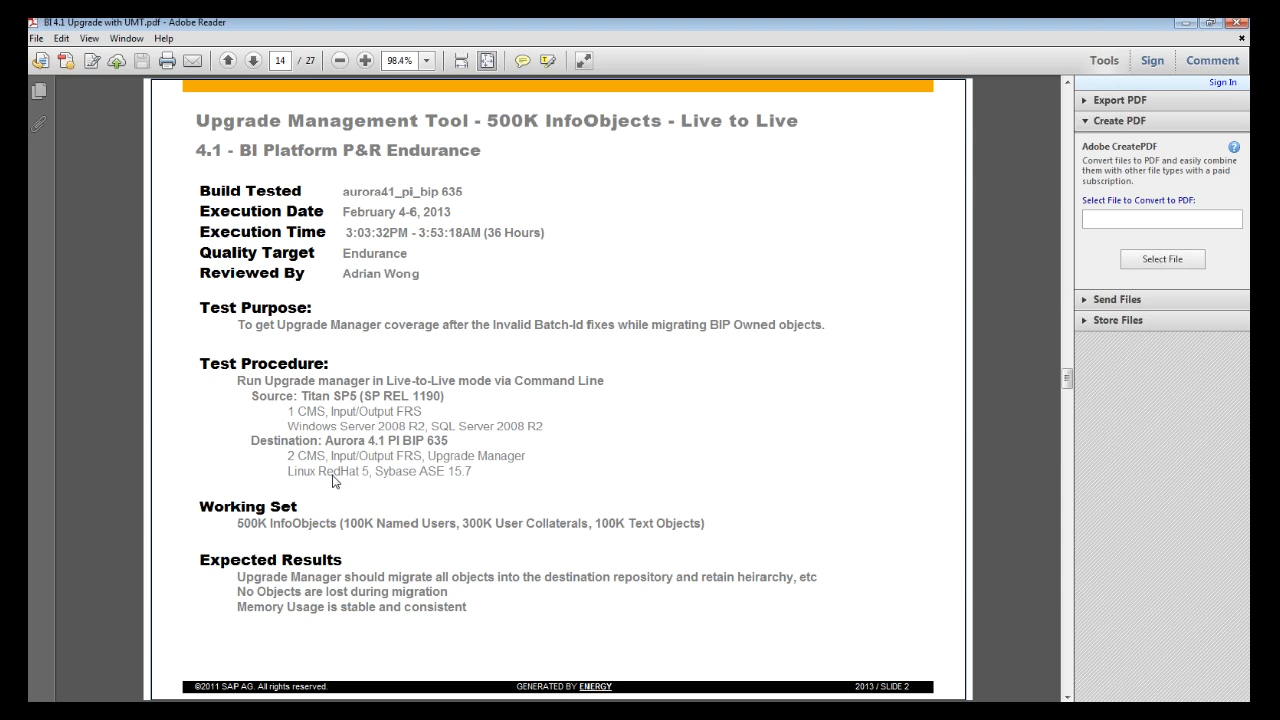 BI 4.1 Upgrade with UMT.pdf - Adobe Reader
File Edit View Window Help
14 / 27 98.4% Tools Sign Comment
Sign In
Export PDF
Create PDF
Adobe CreatePDF
Convert files to PDF and easily combine
them with other file types with a paid
subscription.
Select File to Convert to PDF:
Select File
Send Files
Store Files
Upgrade Management Tool - 500K InfoObjects - Live to Live
4.1 - BI Platform P&R Endurance
Build Tested aurora41_pi_bip 635
Execution Date February 4-6, 2013
Execution Time 3:03:32PM - 3:53:18AM (36 Hours)
Quality Target Endurance
Reviewed By Adrian Wong
Test Purpose:
To get Upgrade Manager coverage after the Invalid Batch-Id fixes while migrating BIP Owned objects.
Test Procedure:
Run Upgrade manager in Live-to-Live mode via Command Line
Source: Titan SP5 (SP REL 1190)
1 CMS, Input/Output FRS
Windows Server 2008 R2, SQL Server 2008 R2
Destination: Aurora 4.1 PI BIP 635
2 CMS, Input/Output FRS, Upgrade Manager
Linux RedHat 5, Sybase ASE 15.7
Working Set
500K InfoObjects (100K Named Users, 300K User Collaterals, 100K Text Objects)
Expected Results
Upgrade Manager should migrate all objects into the destination repository and retain heirarchy, etc
No Objects are lost during migration
Memory Usage is stable and consistent
©2011 SAP AG. All rights reserved. GENERATED BY ENERGY 2013 / SLIDE 2